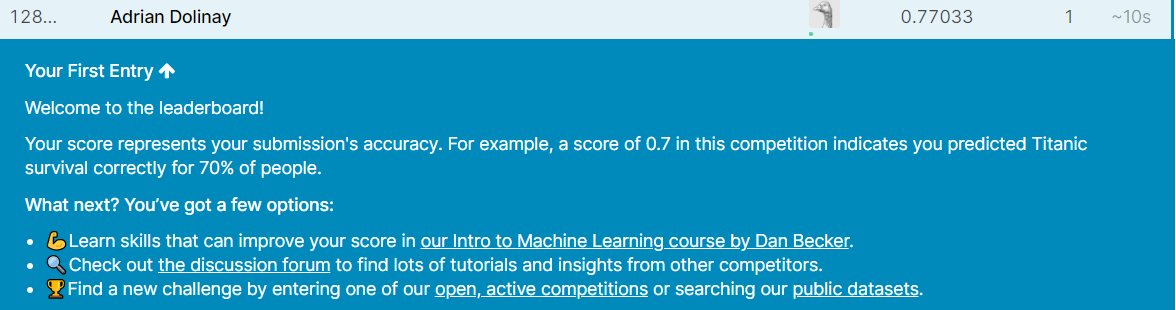 128... Adrian Dolinay 0.77033 1 ~10s
Your First Entry
Welcome to the leaderboard!
Your score represents your submission's accuracy. For example, a score of 0.7 in this competition indicates you predicted Titanic
survival correctly for 70% of people.
What next? You’ve got a few options:
• 💪Learn skills that can improve your score in our Intro to Machine Learning course by Dan Becker.
• 🔍Check out the discussion forum to find lots of tutorials and insights from other competitors.
• 🏆Find a new challenge by entering one of our open, active competitions or searching our public datasets.